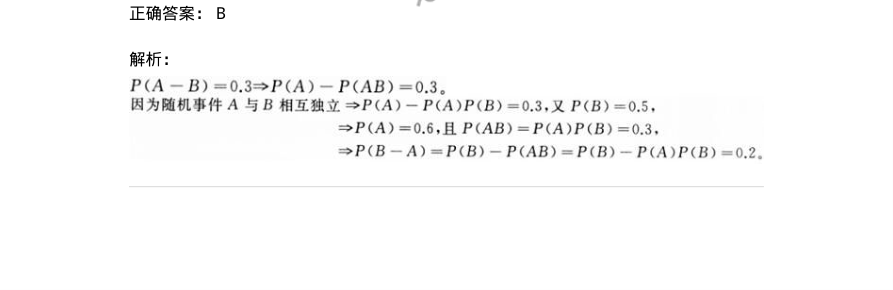 正确答案： B
解析：
P(A－B)＝0.3⇒P(A)－P(AB)＝0.3。
因为随机事件 A 与 B 相互独立 ⇒P(A)－P(A)P(B)＝0.3，又 P(B)＝0.5，
⇒P(A)＝0.6，且 P(AB)＝P(A)P(B)＝0.3，
⇒P(B－A)＝P(B)－P(AB)＝P(B)－P(A)P(B)＝0.2。